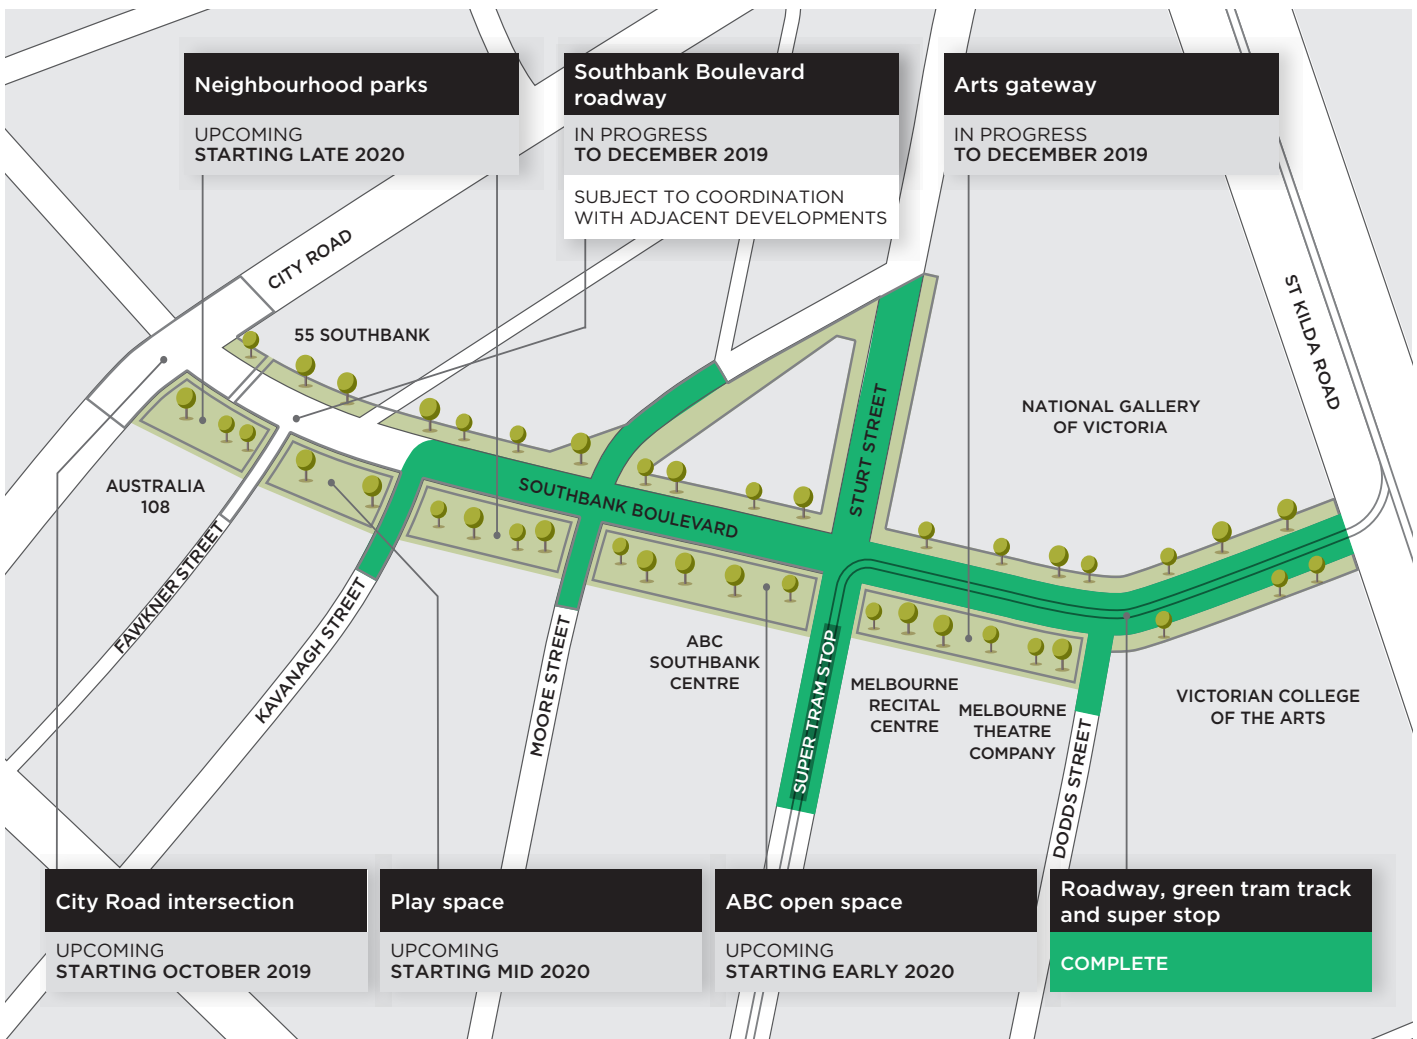 Neighbourhood parks
UPCOMING
STARTING LATE 2020
Southbank Boulevard
roadway
IN PROGRESS
TO DECEMBER 2019
SUBJECT TO COORDINATION
WITH ADJACENT DEVELOPMENTS
Arts gateway
IN PROGRESS
TO DECEMBER 2019
CITY ROAD
55 SOUTHBANK
ST KILDA ROAD
STURT STREET
NATIONAL GALLERY
OF VICTORIA
AUSTRALIA
108
SOUTHBANK BOULEVARD
FAWKNER STREET
KAVANAGH STREET
MOORE STREET
ABC
SOUTHBANK
CENTRE
SUPER TRAM STOP
MELBOURNE
RECITAL
CENTRE
MELBOURNE
THEATRE
COMPANY
DODDS STREET
VICTORIAN COLLEGE
OF THE ARTS
City Road intersection
UPCOMING
STARTING OCTOBER 2019
Play space
UPCOMING
STARTING MID 2020
ABC open space
UPCOMING
STARTING EARLY 2020
Roadway, green tram track
and super stop
COMPLETE